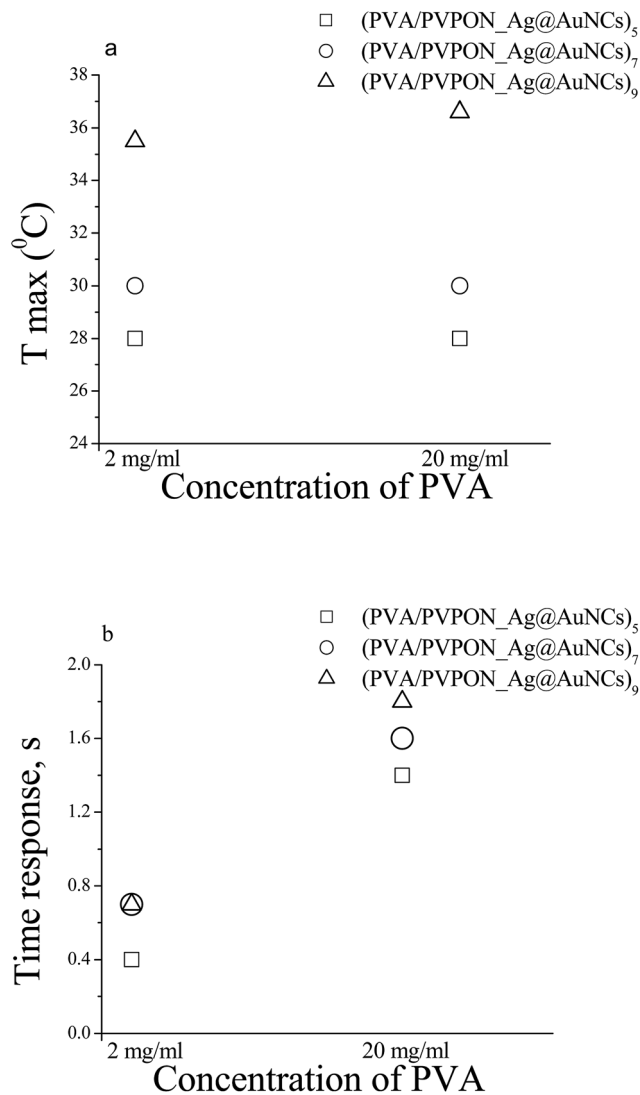 a
(PVA/PVPON_Ag@AuNCs)5
(PVA/PVPON_Ag@AuNCs)7
(PVA/PVPON_Ag@AuNCs)9
38
36
34
32
30
28
26
24
T max (0C)
2 mg/ml 20 mg/ml
Concentration of PVA
b
(PVA/PVPON_Ag@AuNCs)5
(PVA/PVPON_Ag@AuNCs)7
(PVA/PVPON_Ag@AuNCs)9
2.0
1.6
1.2
0.8
0.4
0.0
Time response, s
2 mg/ml 20 mg/ml
Concentration of PVA